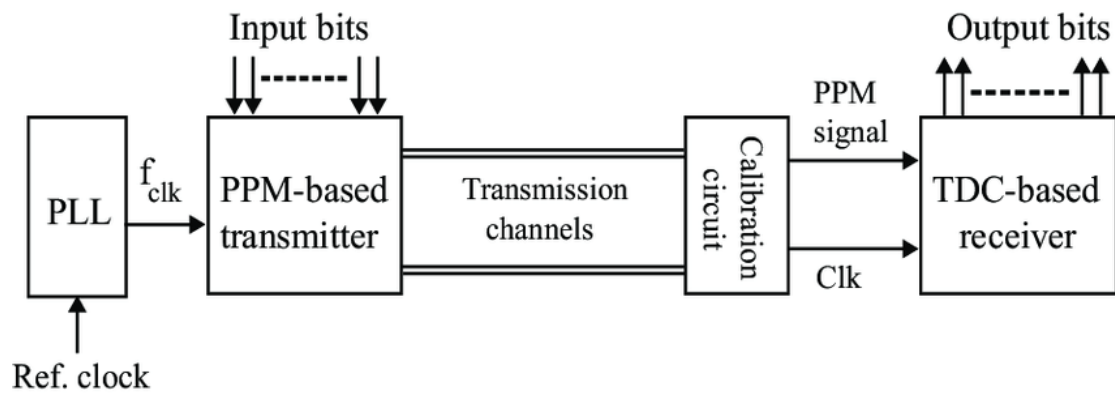 Input bits
Output bits
PPM
signal
PLL
f_clk
PPM-based
transmitter
Transmission
channels
Calibration
circuit
TDC-based
receiver
Clk
Ref. clock